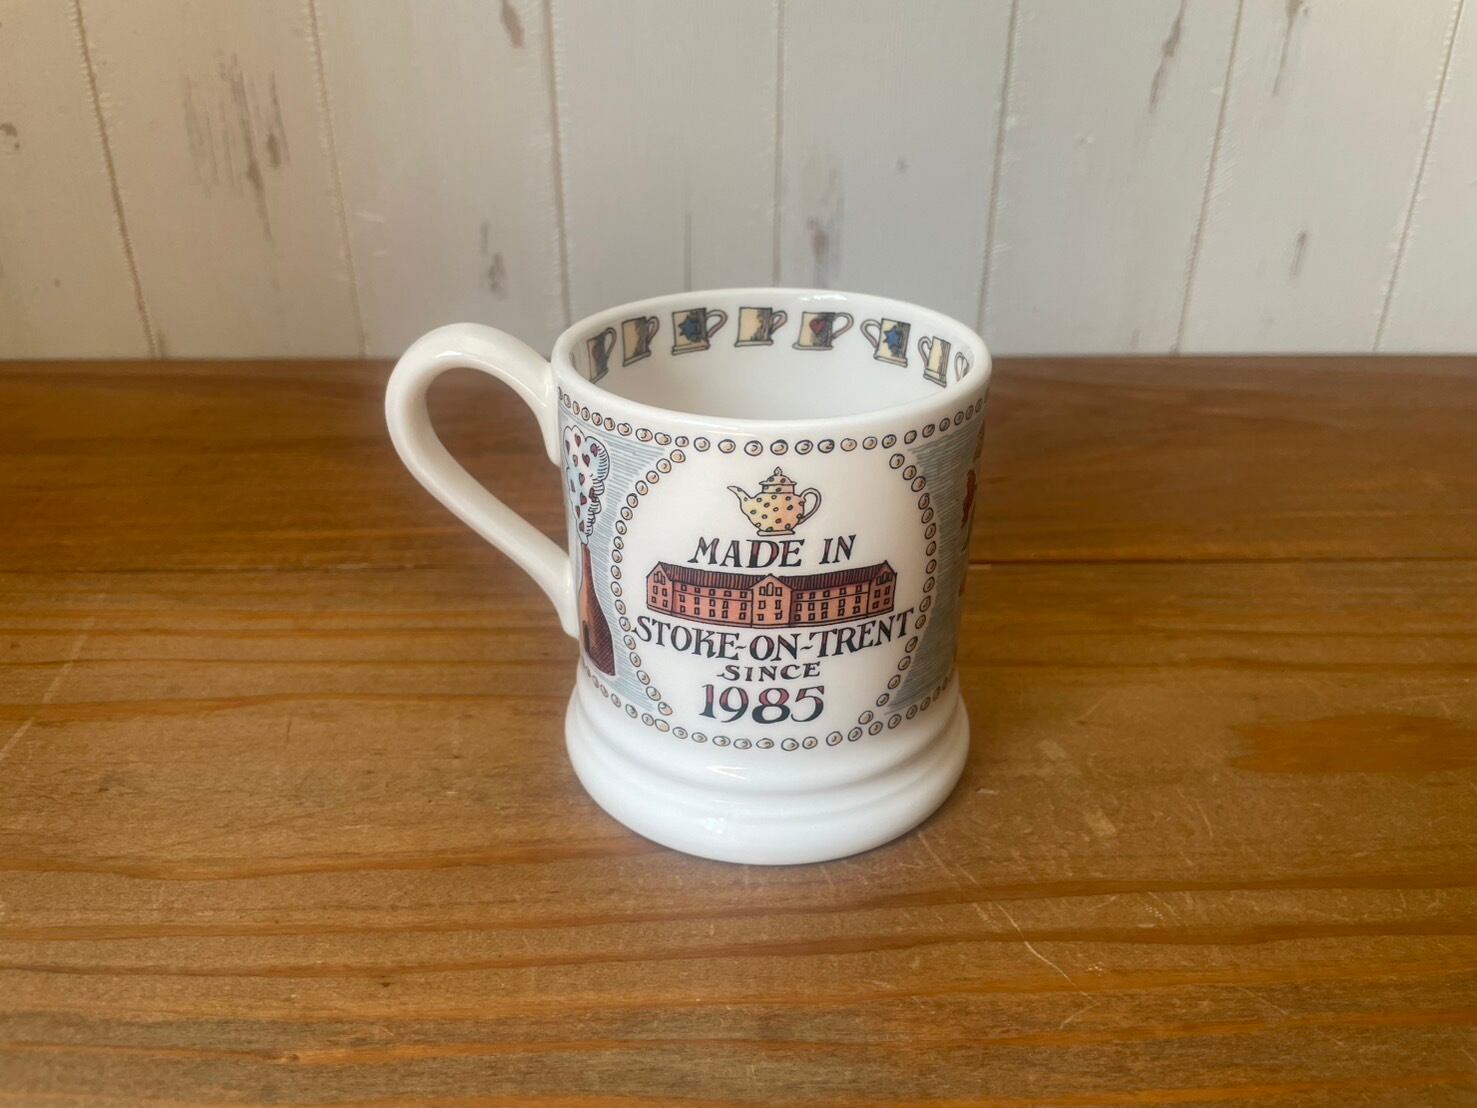 MADE IN
STOKE-ON-TRENT
SINCE
1985